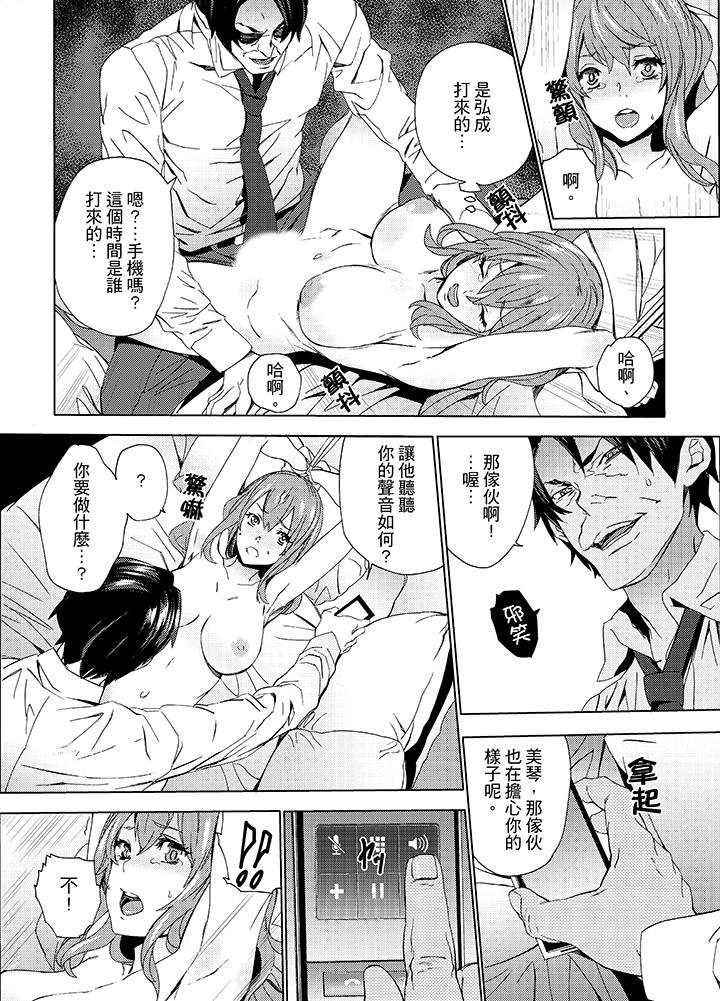 驚顫
啊。
是弘成
打來的…
顫抖
嗯？…手機嗎？
這個時間是誰
打來的…
哈啊、
顫抖
哈啊。
那傢伙啊！
…喔…
邪笑
讓他聽聽
你的聲音如何？
驚嚇
？
你要做什麼…？
拿起
美琴，那傢伙
也在擔心你的
樣子呢。
!?!
不！